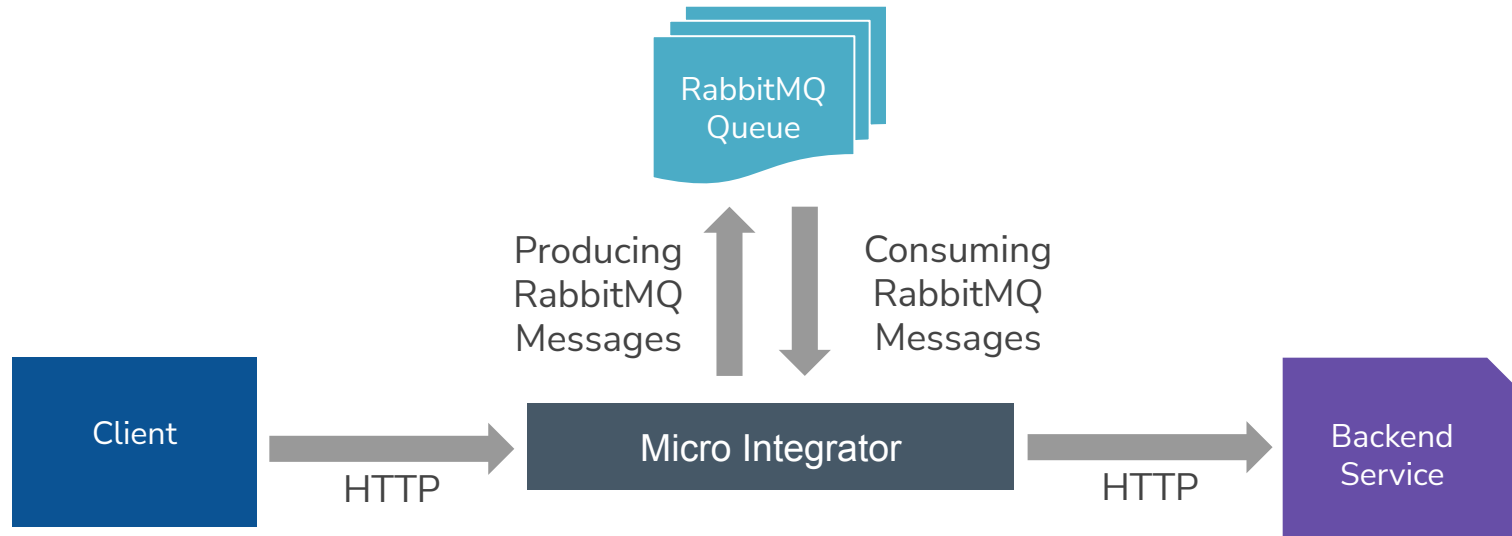 RabbitMQ
Queue
Producing
RabbitMQ
Messages
Consuming
RabbitMQ
Messages
Client
HTTP
Micro Integrator
HTTP
Backend
Service